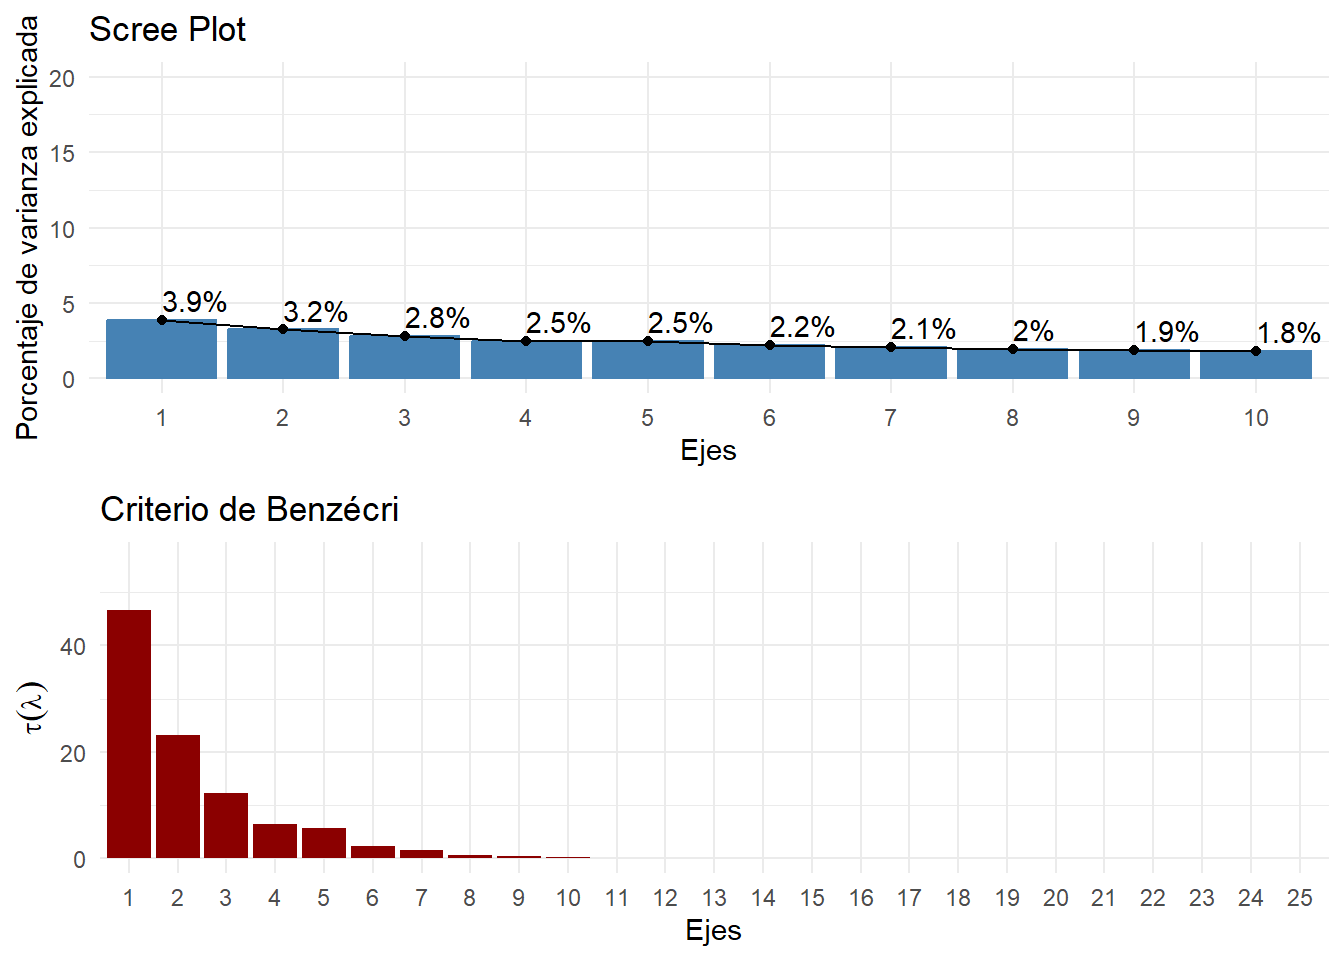 Scree Plot
Porcentaje de varianza explicada
20
15
10
5
0
3.9%
3.2%
2.8%
2.5%
2.5%
2.2%
2.1%
2%
1.9%
1.8%
1 2 3 4 5 6 7 8 9 10
Ejes
Criterio de Benzécri
τ(λ)
40
20
0
1 2 3 4 5 6 7 8 9 10 11 12 13 14 15 16 17 18 19 20 21 22 23 24 25
Ejes